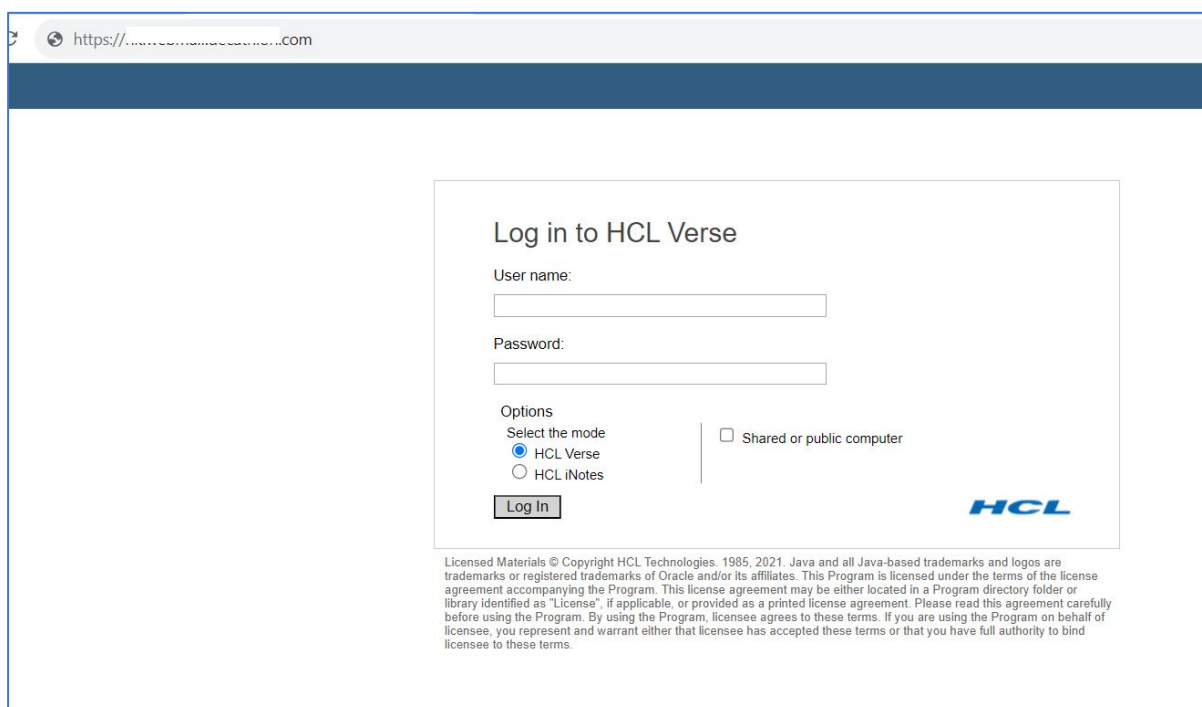 https:// .com
Log in to HCL Verse
User name:
Password:
Options
Select the mode
HCL Verse
HCL iNotes
Shared or public computer
Log In
HCL
Licensed Materials © Copyright HCL Technologies. 1985, 2021. Java and all Java-based trademarks and logos are
trademarks or registered trademarks of Oracle and/or its affiliates. This Program is licensed under the terms of the license
agreement accompanying the Program. This license agreement may be either located in a Program directory folder or
library identified as "License", if applicable, or provided as a printed license agreement. Please read this agreement carefully
before using the Program. By using the Program, licensee agrees to these terms. If you are using the Program on behalf of
licensee, you represent and warrant either that licensee has accepted these terms or that you have full authority to bind
licensee to these terms.